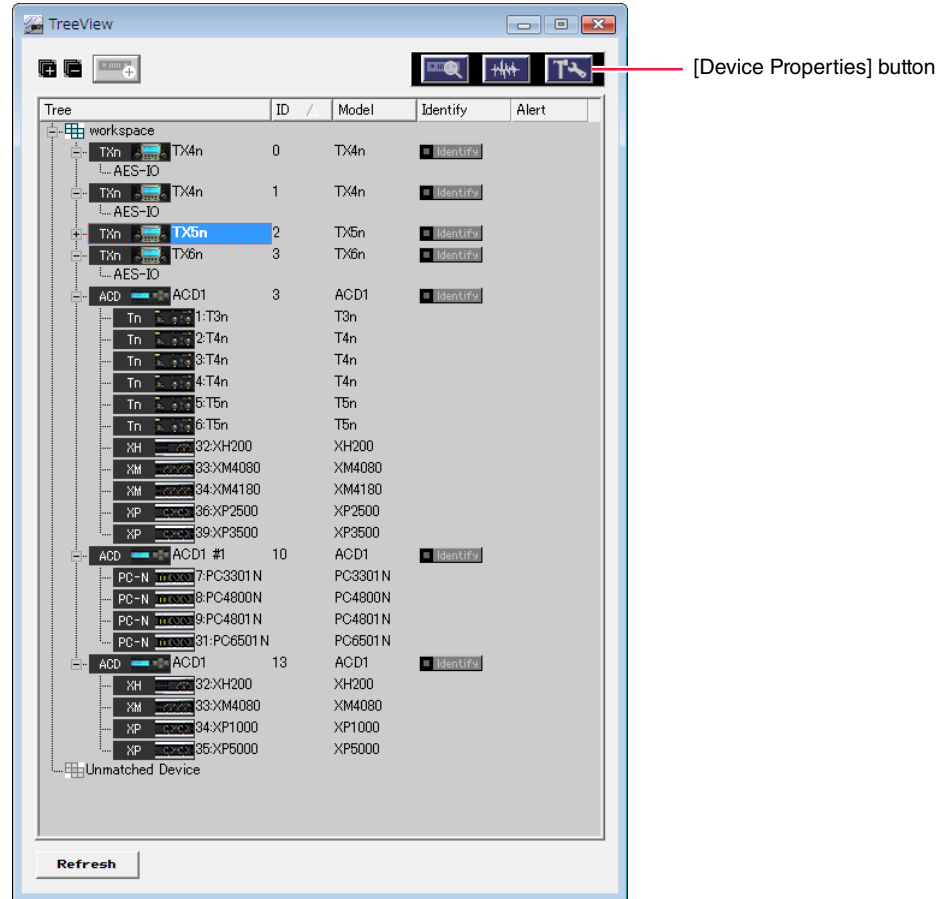 TreeView
[Device Properties] button
Tree ID Model Identify Alert
workspace
TXn TX4n 0 TX4n Identify
AES-IO
TXn TX4n 1 TX4n Identify
AES-IO
TXn TX5n 2 TX5n Identify
TXn TX6n 3 TX6n Identify
AES-IO
ACD ACD1 3 ACD1 Identify
Tn 1:T3n T3n
Tn 2:T4n T4n
Tn 3:T4n T4n
Tn 4:T4n T4n
Tn 5:T5n T5n
Tn 6:T5n T5n
XH 32:XH200 XH200
XM 33:XM4080 XM4080
XM 34:XM4180 XM4180
XP 36:XP2500 XP2500
XP 39:XP3500 XP3500
ACD ACD1 #1 10 ACD1 Identify
PC-N 7:PC3301N PC3301N
PC-N 8:PC4800N PC4800N
PC-N 9:PC4801N PC4801N
PC-N 31:PC6501N PC6501N
ACD ACD1 13 ACD1 Identify
XH 32:XH200 XH200
XM 33:XM4080 XM4080
XP 34:XP1000 XP1000
XP 35:XP5000 XP5000
Unmatched Device
Refresh